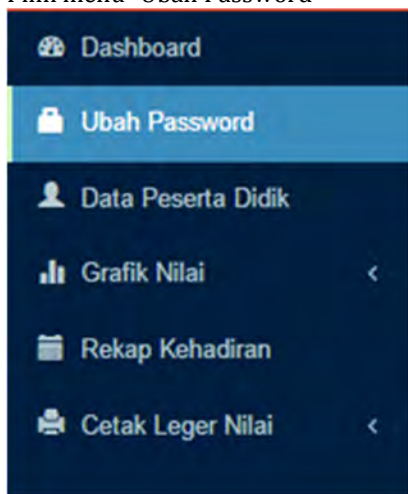 Dashboard
Ubah Password
Data Peserta Didik
Grafik Nilai
Rekap Kehadiran
Cetak Leger Nilai